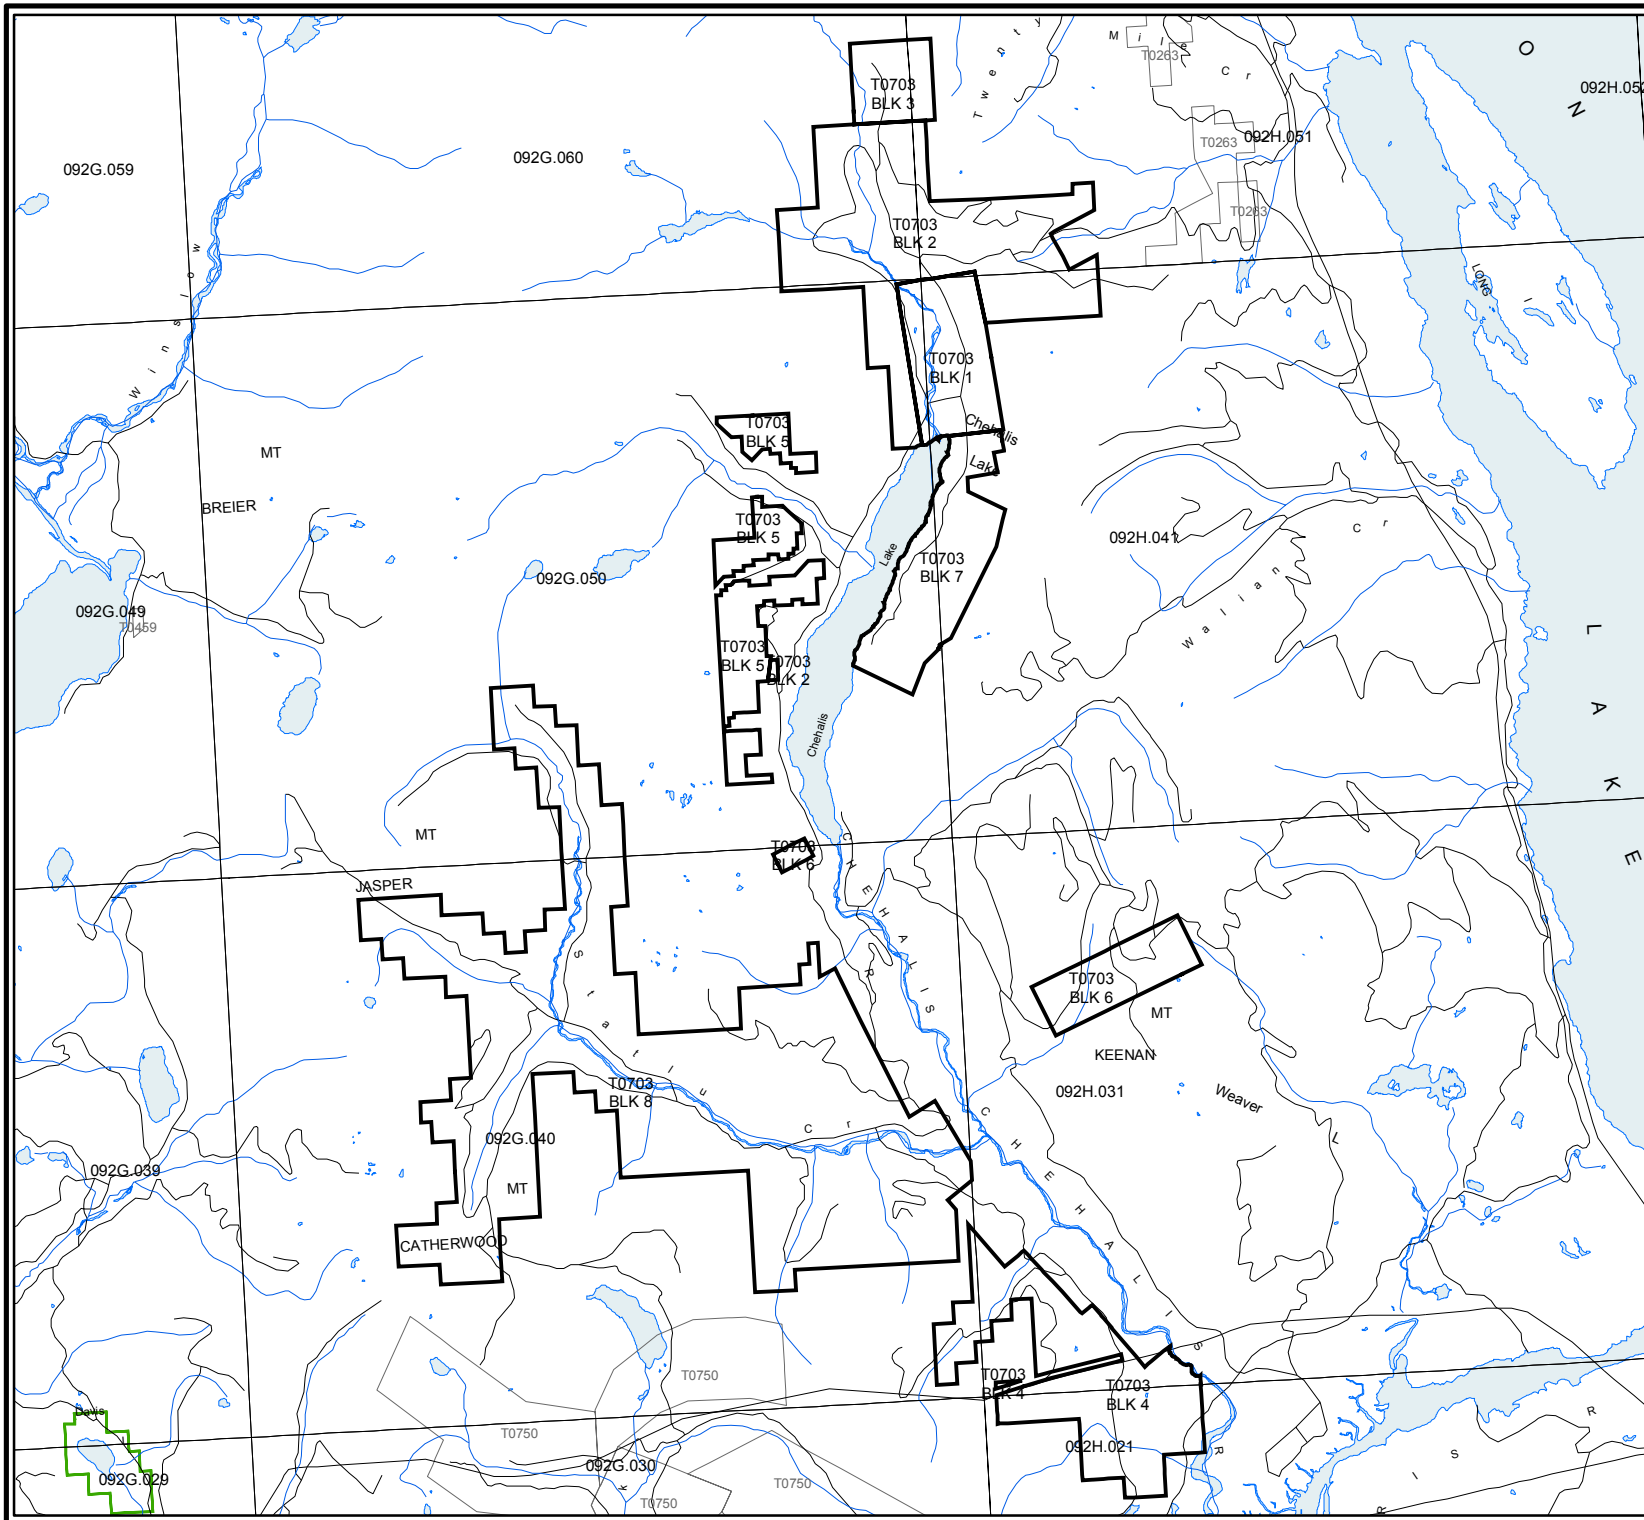 T w e n t y
M i l e
C r
T0263
O N
092H.052
T0703
BLK 3
T0263
092H.051
092G.059
092G.060
T0263
T0703
BLK 2
W i n s l o w
LONG
I
T0703
BLK 1
Chehalis
Lake
T0703
BLK 5
MT
BREIER
T0703
BLK 5
C r
092H.041
Lake
T0703
BLK 7
092G.050
W a l i a n
092G.049
T0459
L A K E
T0703
BLK 5
T0703
BLK 2
Chehalis
MT
JASPER
T0703
BLK 6
C H E H A L I S
R
S t a t l u
T0703
BLK 6
MT
KEENAN
092H.031
Weaver
L
T0703
BLK 8
C r
092G.040
092G.039
MT
CATHERWOOD
C H E H A L I S
R
T0703
BLK 4
T0703
BLK 4
T0750
Davis
L
T0750
092H.021
092G.029
092G.030
k
T0750
T0750
R I S
R